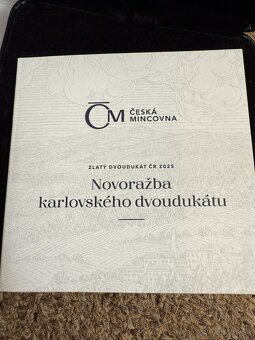 ČM ČESKÁ
MINCOVNA
ZLATÝ DVOUDUKÁT ČR 2025
Novoražba
karlovského dvoudukátu